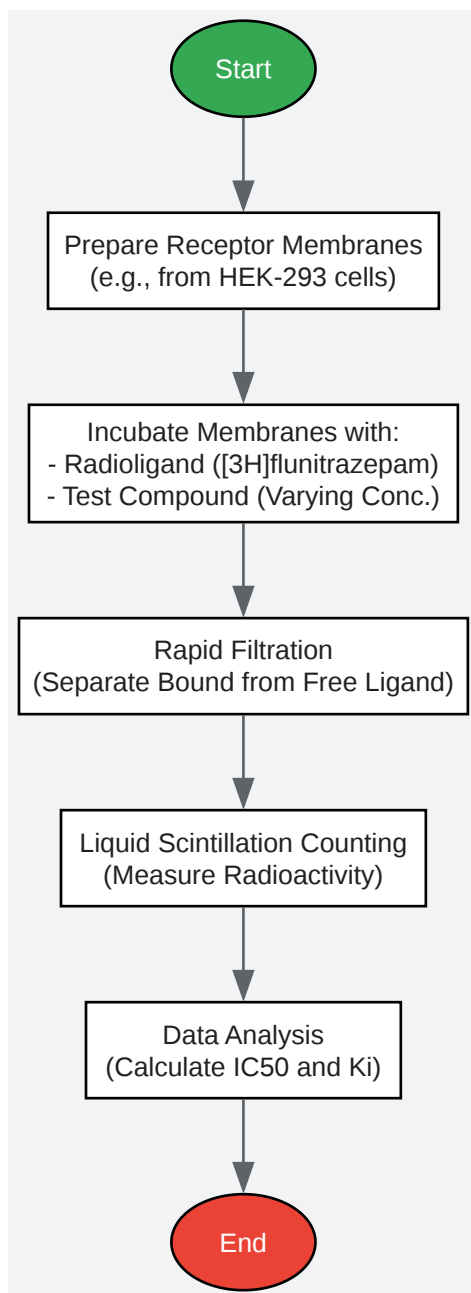 Start
Prepare Receptor Membranes
(e.g., from HEK-293 cells)
Incubate Membranes with:
- Radioligand ([3H]flunitrazepam)
- Test Compound (Varying Conc.)
Rapid Filtration
(Separate Bound from Free Ligand)
Liquid Scintillation Counting
(Measure Radioactivity)
Data Analysis
(Calculate IC50 and Ki)
End